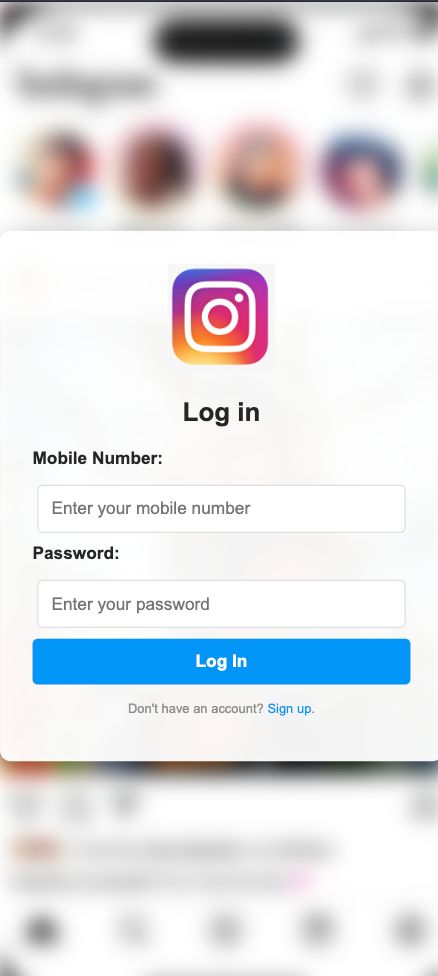 Log in
Mobile Number:
Enter your mobile number
Password:
Enter your password
Log In
Don't have an account? Sign up.